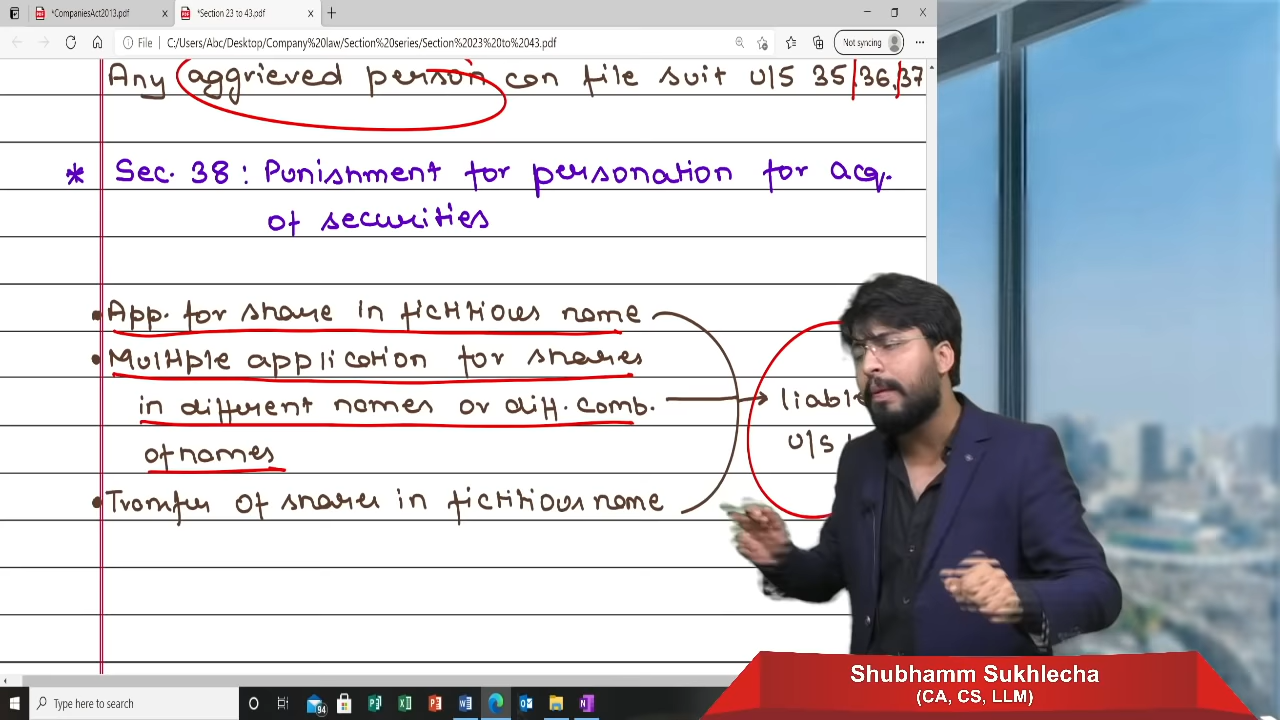 *CompaniesAct2013.pdf
*Section 23 to 43.pdf
File
C:/Users/Abc/Desktop/Company%20law/Section%20series/Section%2023%20to%2043.pdf
Not syncing
Any aggrieved person can file suit U/S 35, 36, 37
* Sec. 38 : Punishment for personation for acq.
of securities
• App. for share in fictitious name
• Multiple application for shares
in different names or diff. comb.
of names
• Transfer of shares in fictitious name
liable
U/S
Shubhamm Sukhlecha
(CA, CS, LLM)
Type here to search
94